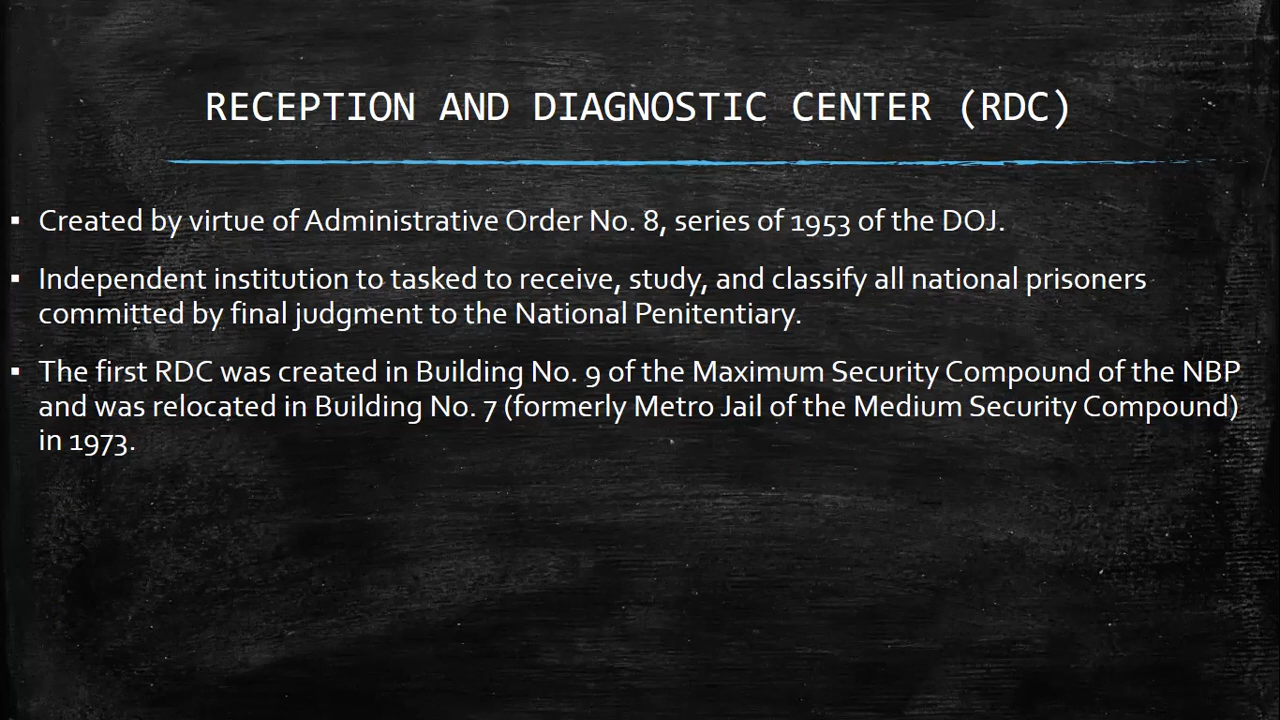 RECEPTION AND DIAGNOSTIC CENTER (RDC)
▪ Created by virtue of Administrative Order No. 8, series of 1953 of the DOJ.
▪ Independent institution to tasked to receive, study, and classify all national prisoners
committed by final judgment to the National Penitentiary.
▪ The first RDC was created in Building No. 9 of the Maximum Security Compound of the NBP
and was relocated in Building No. 7 (formerly Metro Jail of the Medium Security Compound)
in 1973.